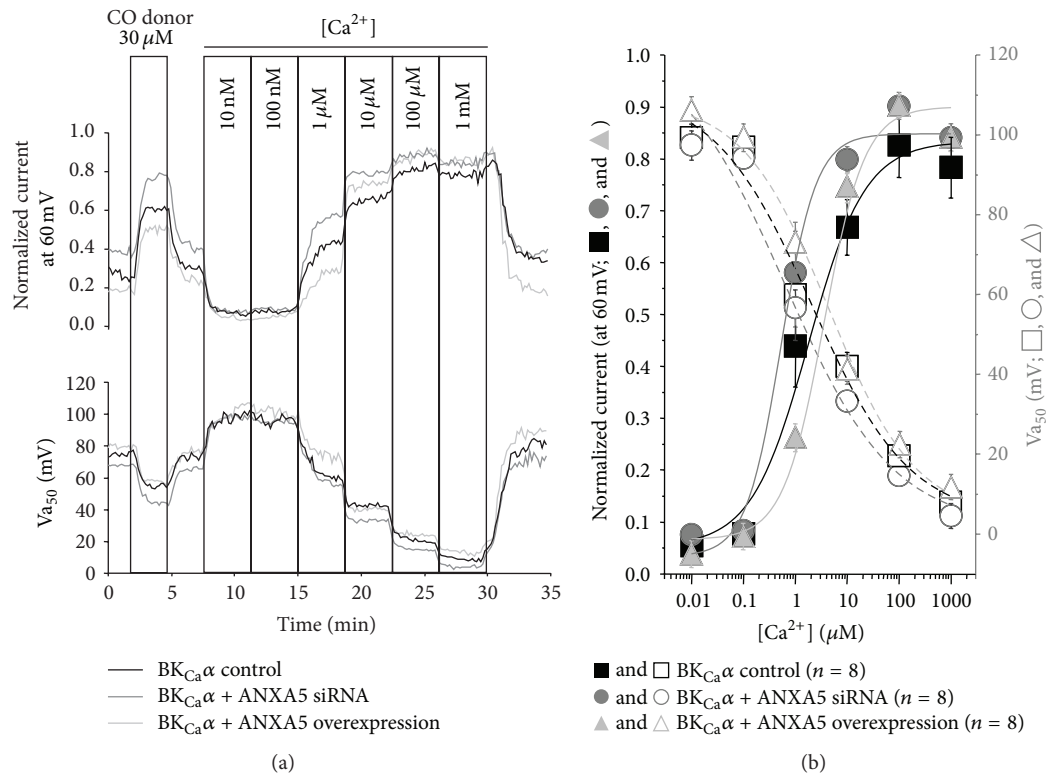 CO donor
30 μM
[Ca²⁺]
10 nM
100 nM
1 μM
10 μM
100 μM
1 mM
Normalized current
at 60 mV
1.0
0.8
0.6
0.4
0.2
0.0
Va₅₀ (mV)
120
100
80
60
40
20
0
0 5 10 15 20 25 30 35
Time (min)
BK_Caα control
BK_Caα + ANXA5 siRNA
BK_Caα + ANXA5 overexpression
(a)
Normalized current (at 60 mV; ■, ●, and ▲)
1.0
0.9
0.8
0.7
0.6
0.5
0.4
0.3
0.2
0.1
0.0
120
100
80
60
40
20
0
Va₅₀ (mV; □, ○, and △)
0.01 0.1 1 10 100 1000
[Ca²⁺] (μM)
■ and □ BK_Caα control (n = 8)
● and ○ BK_Caα + ANXA5 siRNA (n = 8)
▲ and △ BK_Caα + ANXA5 overexpression (n = 8)
(b)